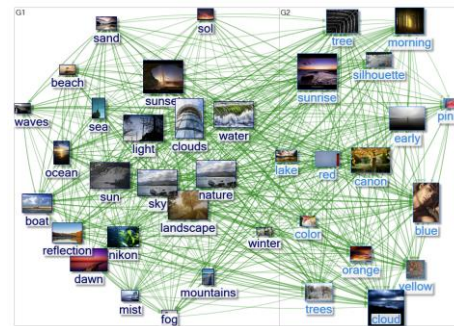 G1
G2
sand
sol
tree
morning
silhouette
beach
sunrise
waves
sea
light
clouds
water
early
ocean
lake
red
canon
sun
sky
nature
boat
landscape
color
blue
reflection
nikon
winter
dawn
orange
yellow
mountains
mist
trees
fog
cloud